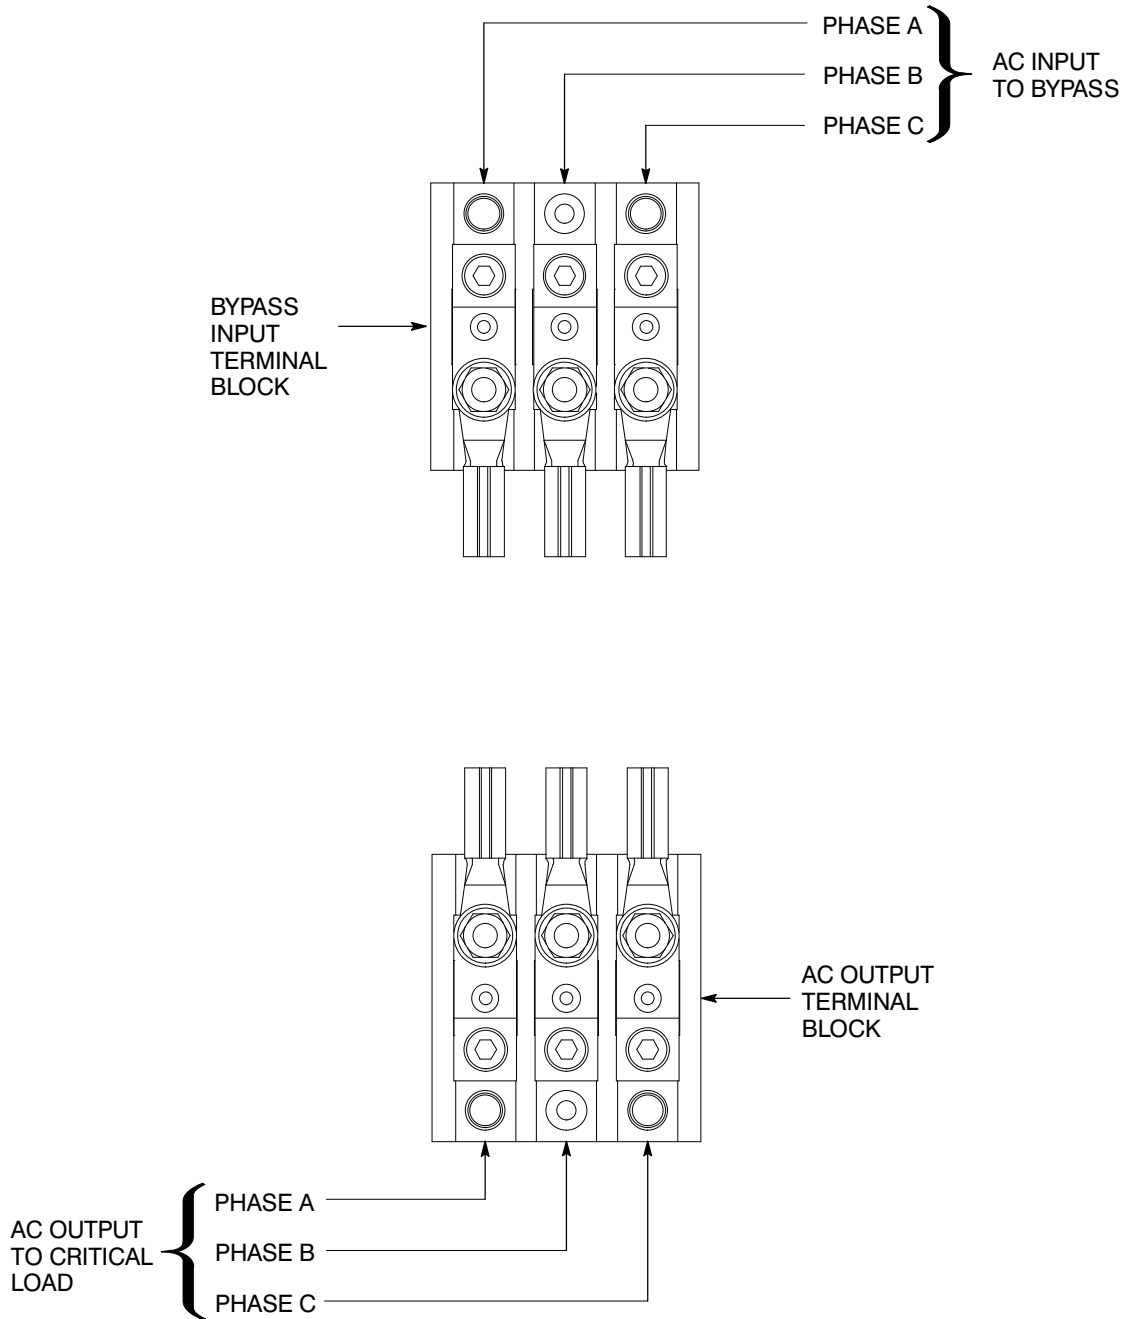 PHASE A
PHASE B
PHASE C
AC INPUT
TO BYPASS
BYPASS
INPUT
TERMINAL
BLOCK
AC OUTPUT
TERMINAL
BLOCK
AC OUTPUT
TO CRITICAL
LOAD
PHASE A
PHASE B
PHASE C